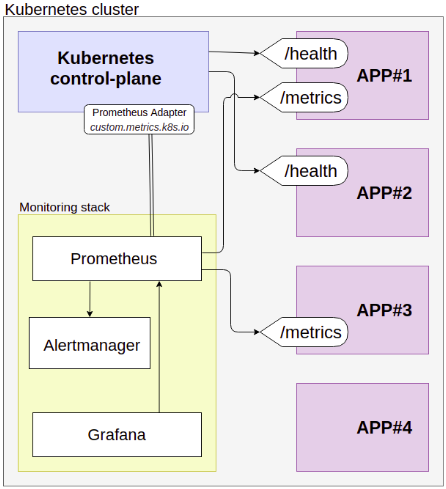 Kubernetes cluster
Kubernetes
control-plane
Prometheus Adapter
custom.metrics.k8s.io
/health
APP#1
/metrics
/health
APP#2
Monitoring stack
Prometheus
Alertmanager
Grafana
APP#3
/metrics
APP#4